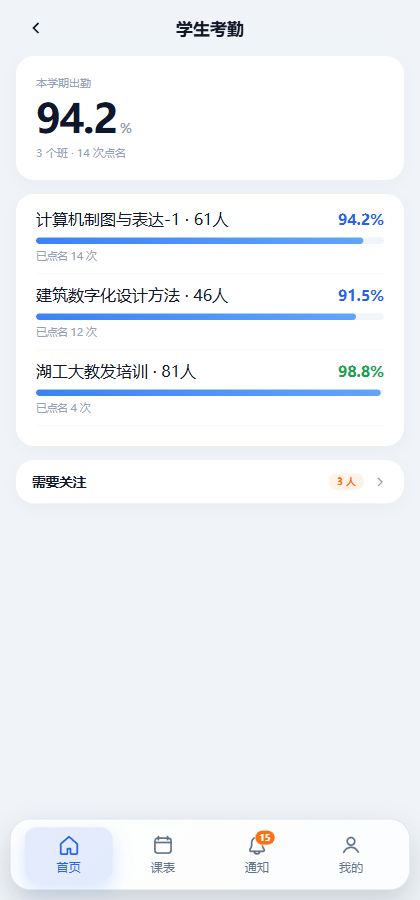 学生考勤
本学期出勤
94.2%
3 个班 · 14 次点名
计算机制图与表达-1 · 61人 94.2%
已点名 14 次
建筑数字化设计方法 · 46人 91.5%
已点名 12 次
湖工大教发培训 · 81人 98.8%
已点名 4 次
需要关注 3 人
15
首页 课表 通知 我的